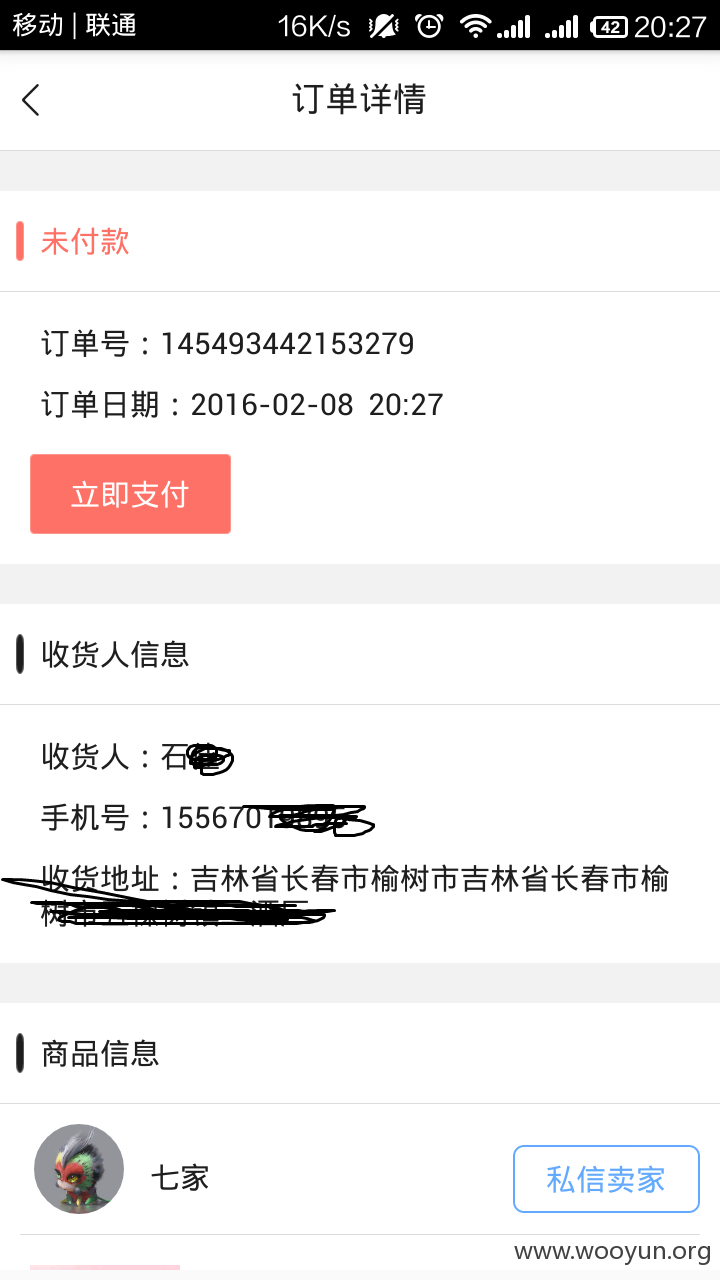 移动 | 联通 16K/s 42 20:27
订单详情
未付款
订单号：145493442153279
订单日期：2016-02-08 20:27
立即支付
收货人信息
收货人：石
手机号：155670
收货地址：吉林省长春市榆树市吉林省长春市榆
树市
商品信息
七家 私信卖家
www.wooyun.org